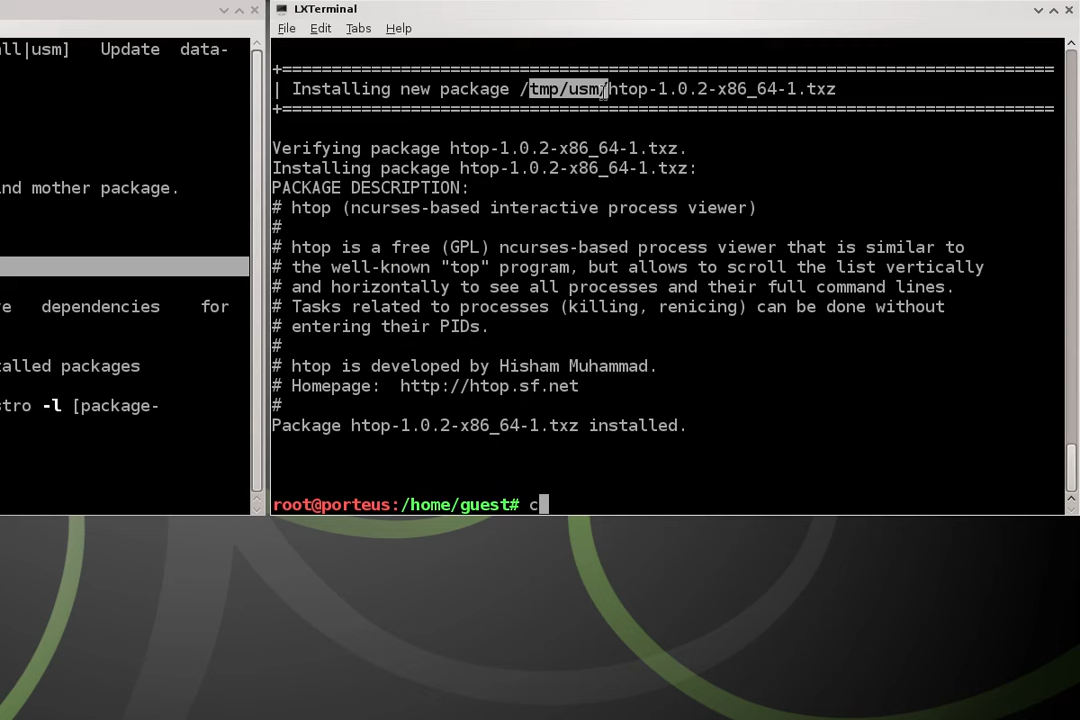 all|usm] Update data-
nd mother package.
e dependencies for
alled packages
stro -l [package-
LXTerminal
File Edit Tabs Help
+===============================================================================
| Installing new package /tmp/usm/htop-1.0.2-x86_64-1.txz
+===============================================================================
Verifying package htop-1.0.2-x86_64-1.txz.
Installing package htop-1.0.2-x86_64-1.txz:
PACKAGE DESCRIPTION:
# htop (ncurses-based interactive process viewer)
#
# htop is a free (GPL) ncurses-based process viewer that is similar to
# the well-known "top" program, but allows to scroll the list vertically
# and horizontally to see all processes and their full command lines.
# Tasks related to processes (killing, renicing) can be done without
# entering their PIDs.
#
# htop is developed by Hisham Muhammad.
# Homepage:  http://htop.sf.net
#
Package htop-1.0.2-x86_64-1.txz installed.
root@porteus:/home/guest# c